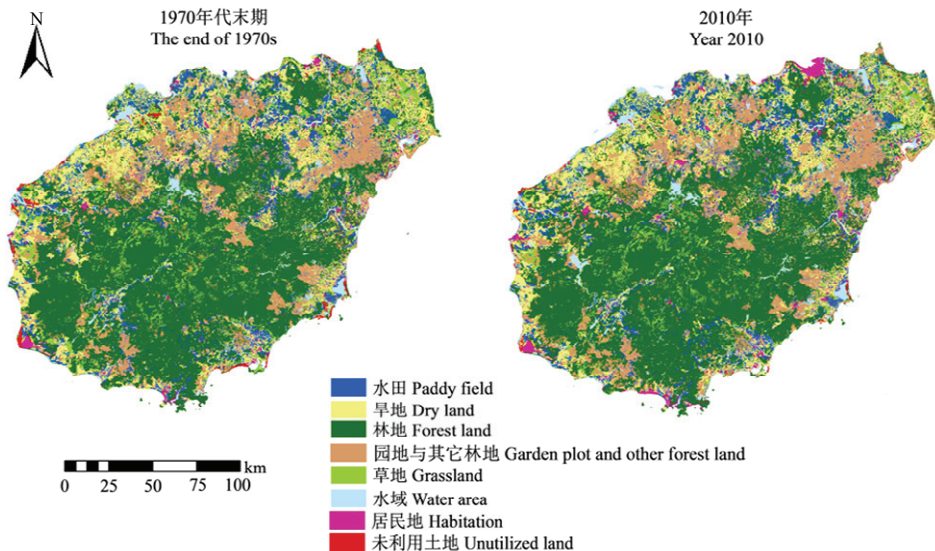 N
1970年代末期
The end of 1970s
2010年
Year 2010
水田 Paddy field
旱地 Dry land
林地 Forest land
园地与其它林地 Garden plot and other forest land
草地 Grassland
水域 Water area
居民地 Habitation
未利用土地 Unutilized land
km
0 25 50 75 100